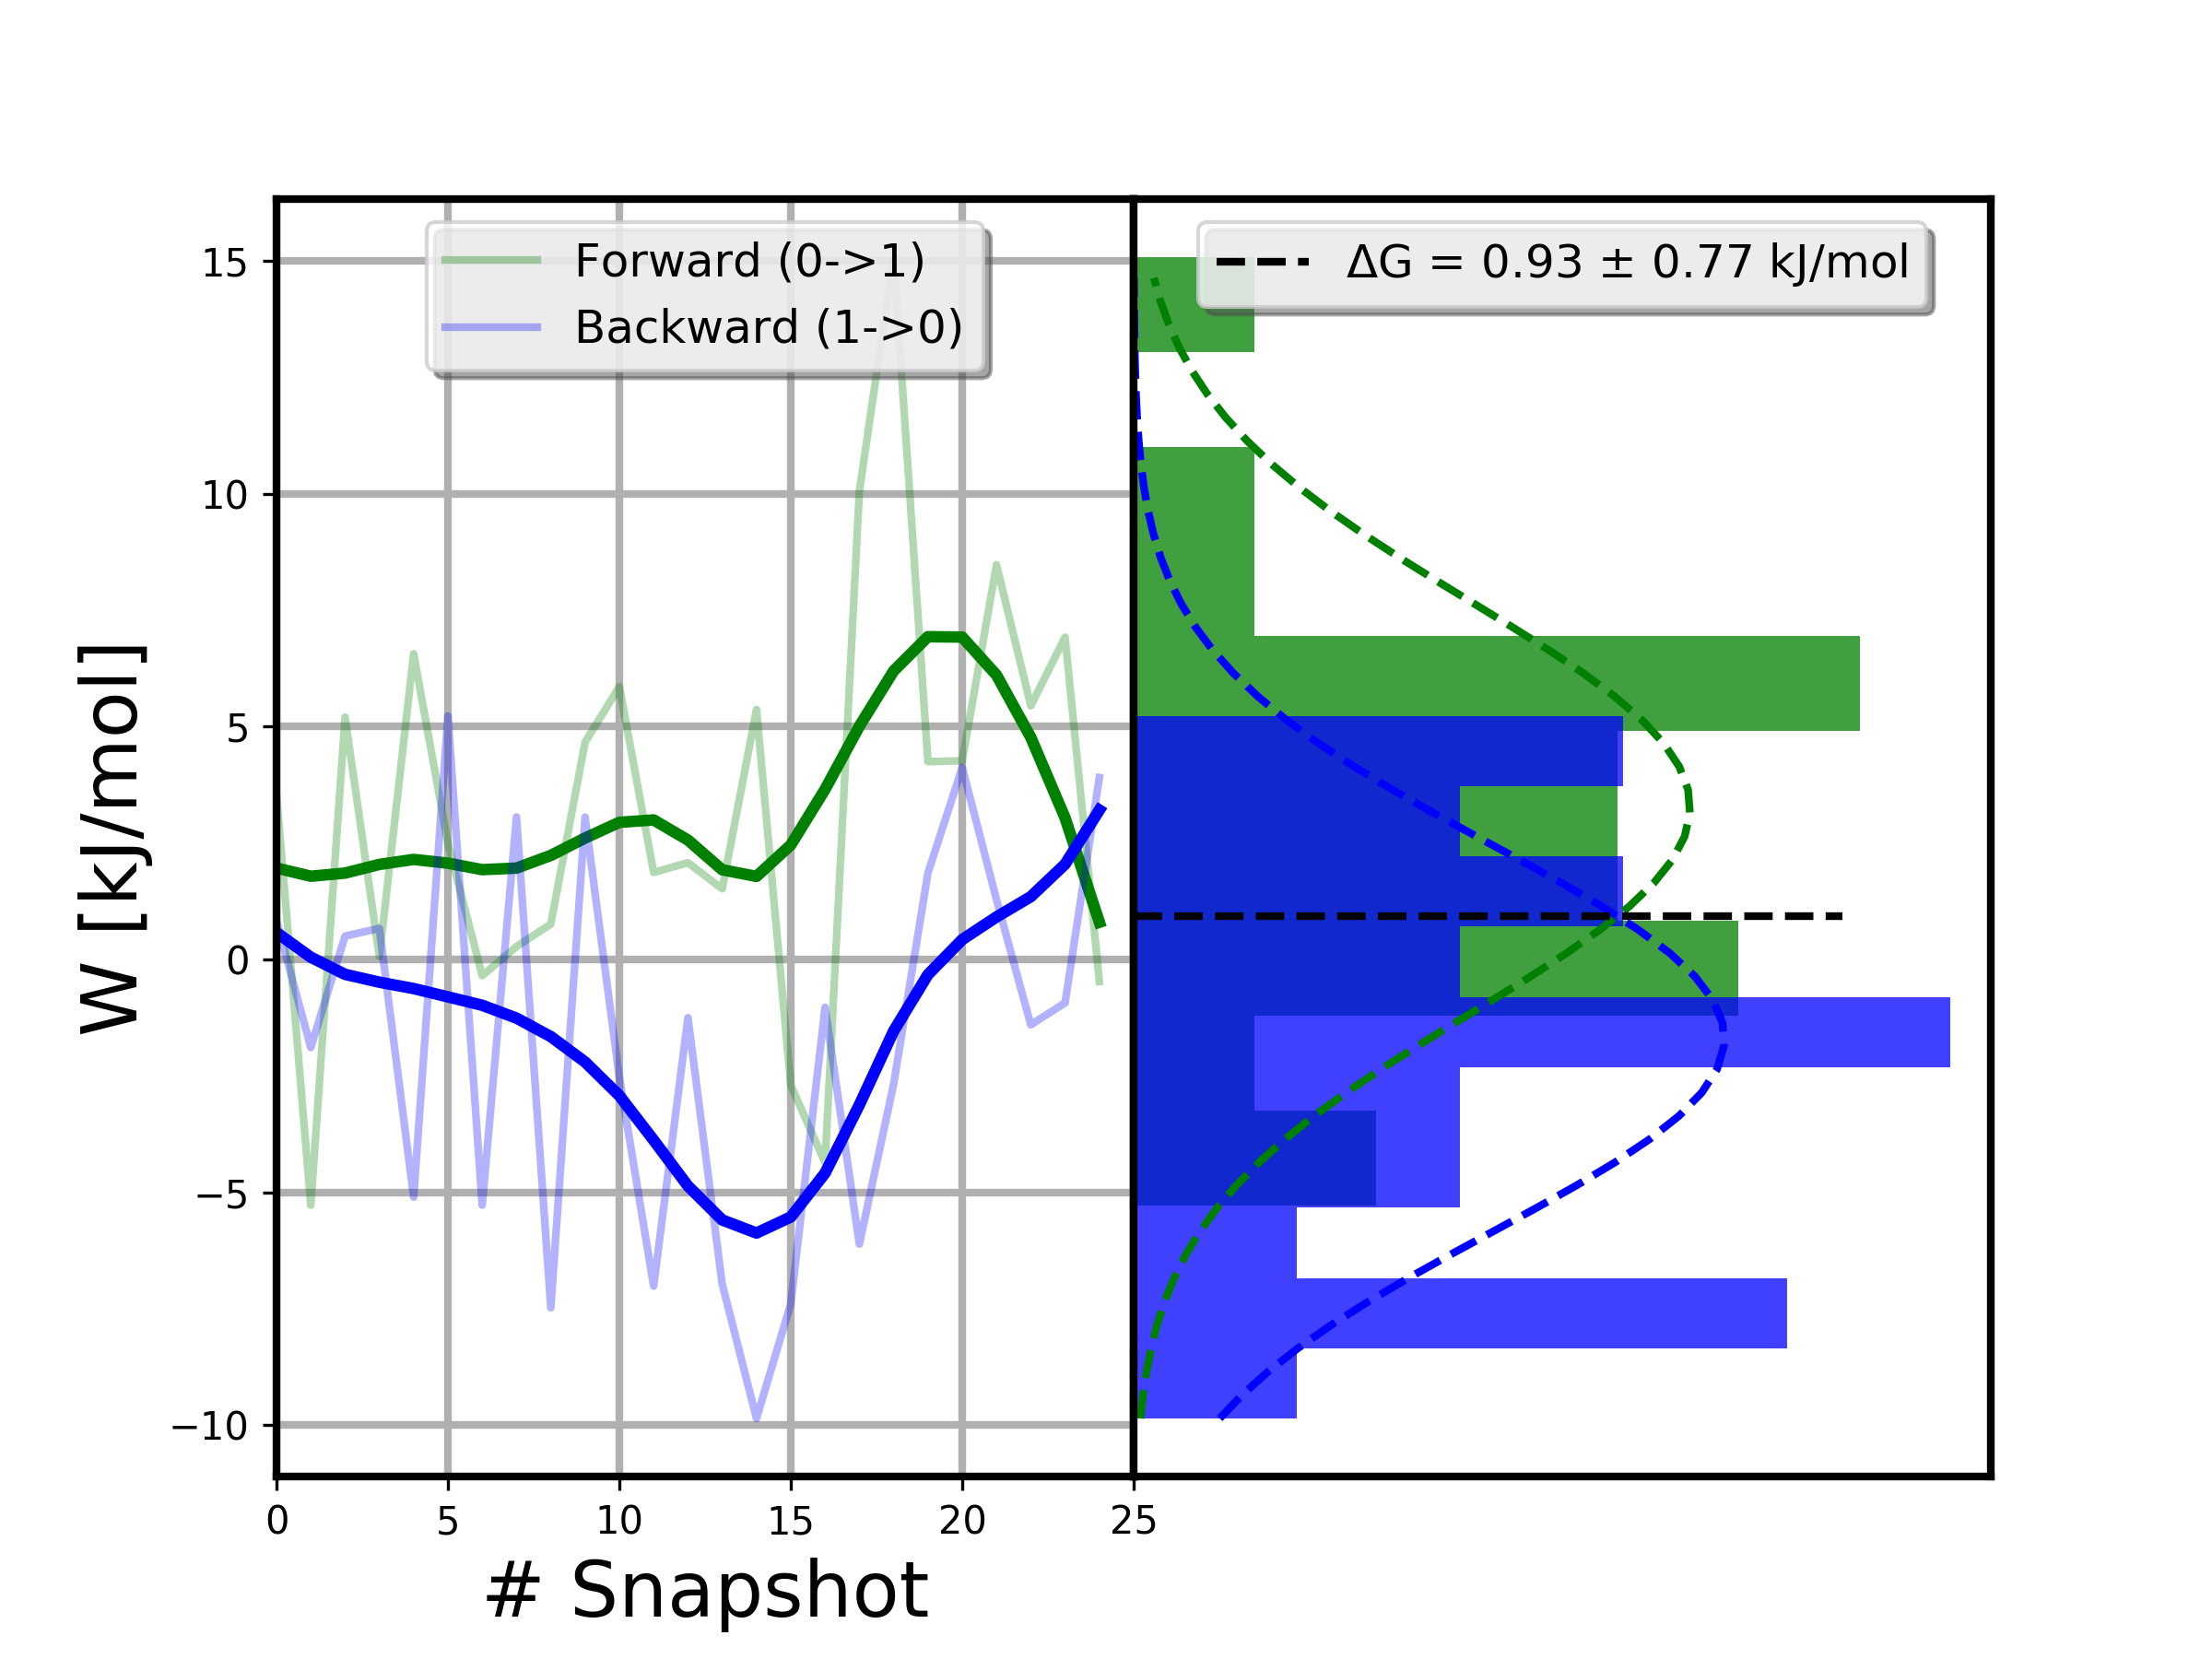 Forward (0->1)
Backward (1->0)
ΔG = 0.93 ± 0.77 kJ/mol
W [kJ/mol]
15
10
5
0
−5
−10
0 5 10 15 20 25
# Snapshot